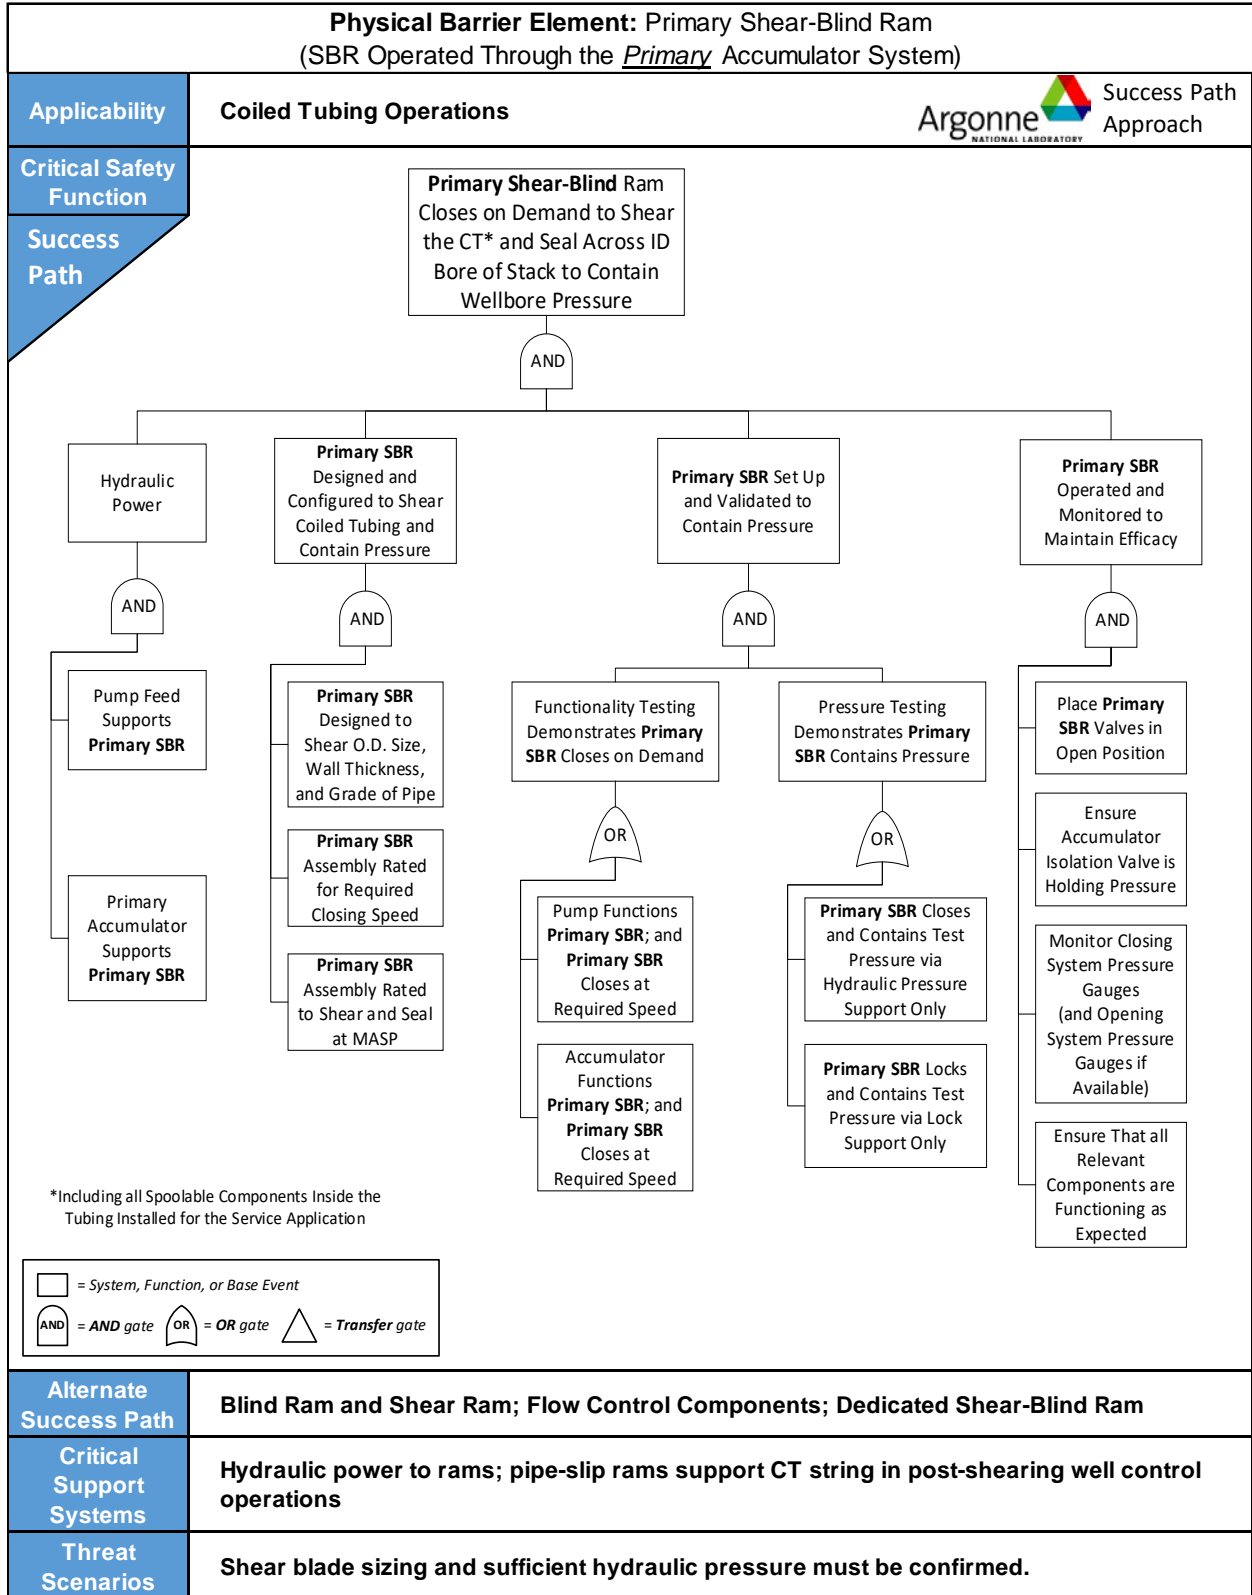 Physical Barrier Element: Primary Shear-Blind Ram
(SBR Operated Through the Primary Accumulator System)
Applicability
Coiled Tubing Operations
Argonne
NATIONAL LABORATORY
Success Path
Approach
Critical Safety
Function
Success
Path
Primary Shear-Blind Ram
Closes on Demand to Shear
the CT* and Seal Across ID
Bore of Stack to Contain
Wellbore Pressure
AND
Hydraulic
Power
Primary SBR
Designed and
Configured to Shear
Coiled Tubing and
Contain Pressure
Primary SBR Set Up
and Validated to
Contain Pressure
Primary SBR
Operated and
Monitored to
Maintain Efficacy
AND
AND
AND
AND
Pump Feed
Supports
Primary SBR
Primary
Accumulator
Supports
Primary SBR
Primary SBR
Designed to
Shear O.D. Size,
Wall Thickness,
and Grade of Pipe
Primary SBR
Assembly Rated
for Required
Closing Speed
Primary SBR
Assembly Rated
to Shear and Seal
at MASP
Functionality Testing
Demonstrates Primary
SBR Closes on Demand
OR
Pump Functions
Primary SBR; and
Primary SBR
Closes at
Required Speed
Accumulator
Functions
Primary SBR; and
Primary SBR
Closes at
Required Speed
Pressure Testing
Demonstrates Primary
SBR Contains Pressure
OR
Primary SBR Closes
and Contains Test
Pressure via
Hydraulic Pressure
Support Only
Primary SBR Locks
and Contains Test
Pressure via Lock
Support Only
Place Primary
SBR Valves in
Open Position
Ensure
Accumulator
Isolation Valve is
Holding Pressure
Monitor Closing
System Pressure
Gauges
(and Opening
System Pressure
Gauges if
Available)
Ensure That all
Relevant
Components are
Functioning as
Expected
*Including all Spoolable Components Inside the
Tubing Installed for the Service Application
= System, Function, or Base Event
AND = AND gate OR = OR gate = Transfer gate
Alternate
Success Path
Blind Ram and Shear Ram; Flow Control Components; Dedicated Shear-Blind Ram
Critical
Support
Systems
Hydraulic power to rams; pipe-slip rams support CT string in post-shearing well control
operations
Threat
Scenarios
Shear blade sizing and sufficient hydraulic pressure must be confirmed.